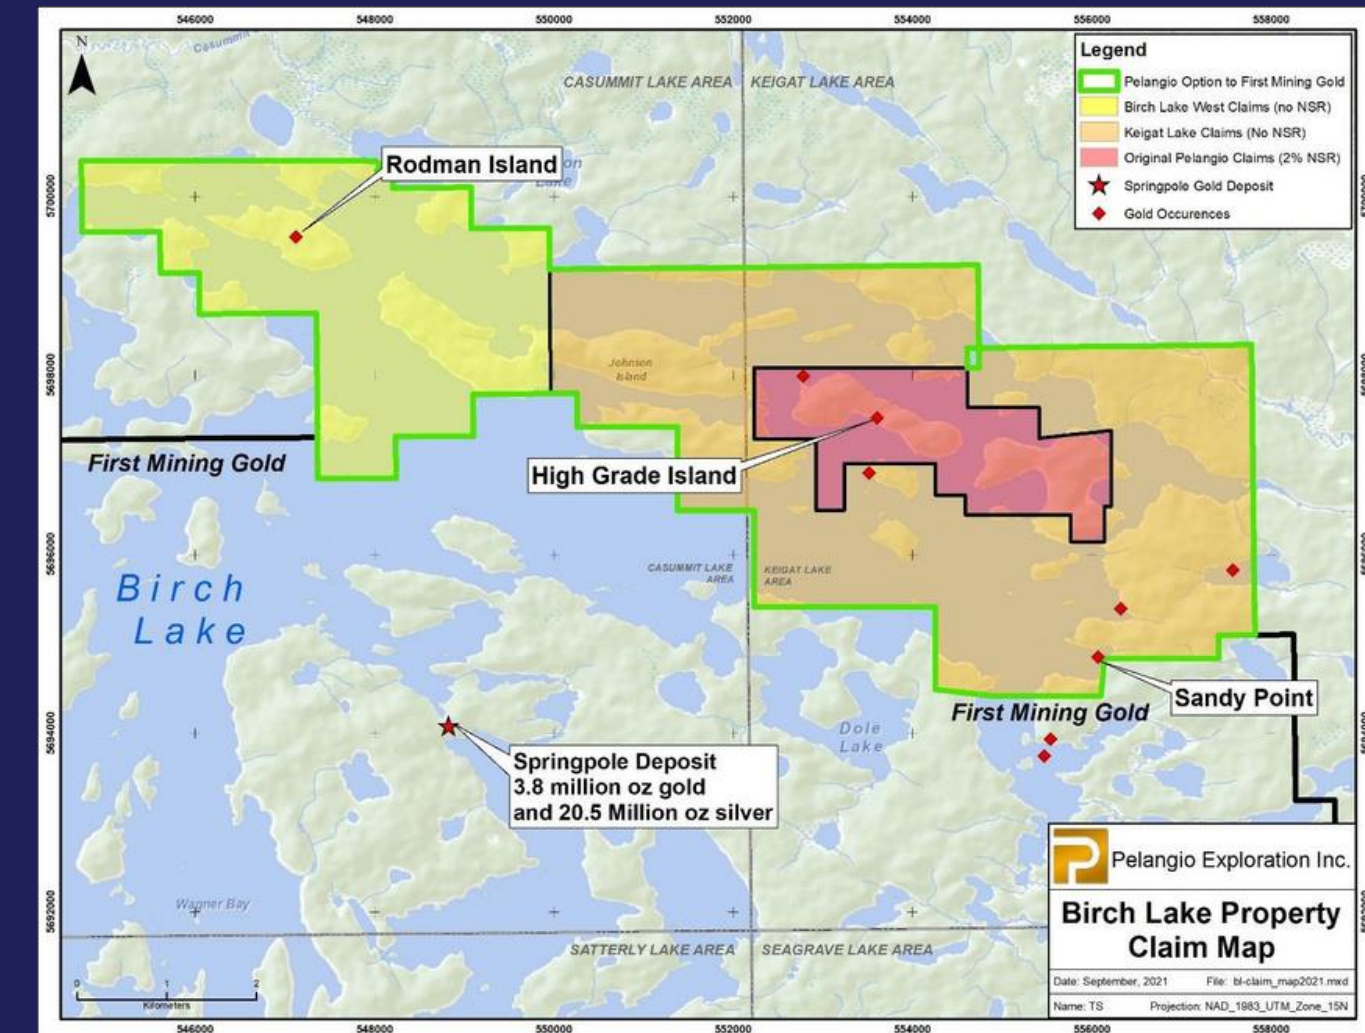 546000
548000
550000
552000
554000
556000
558000
N
Casummit
CASUMMIT LAKE AREA
KEIGAT LAKE AREA
Legend
Pelangio Option to First Mining Gold
Birch Lake West Claims (no NSR)
Keigat Lake Claims (No NSR)
Original Pelangio Claims (2% NSR)
Springpole Gold Deposit
Gold Occurences
Rodman Island
Lake
5700000
Johnson
Island
5698000
First Mining Gold
High Grade Island
5696000
CASUMMIT LAKE
AREA
KEIGAT LAKE
AREA
Birch
Lake
Sandy Point
First Mining Gold
5694000
Dole
Lake
Springpole Deposit
3.8 million oz gold
and 20.5 Million oz silver
Pelangio Exploration Inc.
5692000
Wagner Bay
Birch Lake Property
Claim Map
SATTERLY LAKE AREA
SEAGRAVE LAKE AREA
Date: September, 2021
File: bl-claim_map2021.mxd
Name: TS
Projection: NAD_1983_UTM_Zone_15N
0
1
2
Kilometers
546000
548000
550000
552000
554000
556000
558000